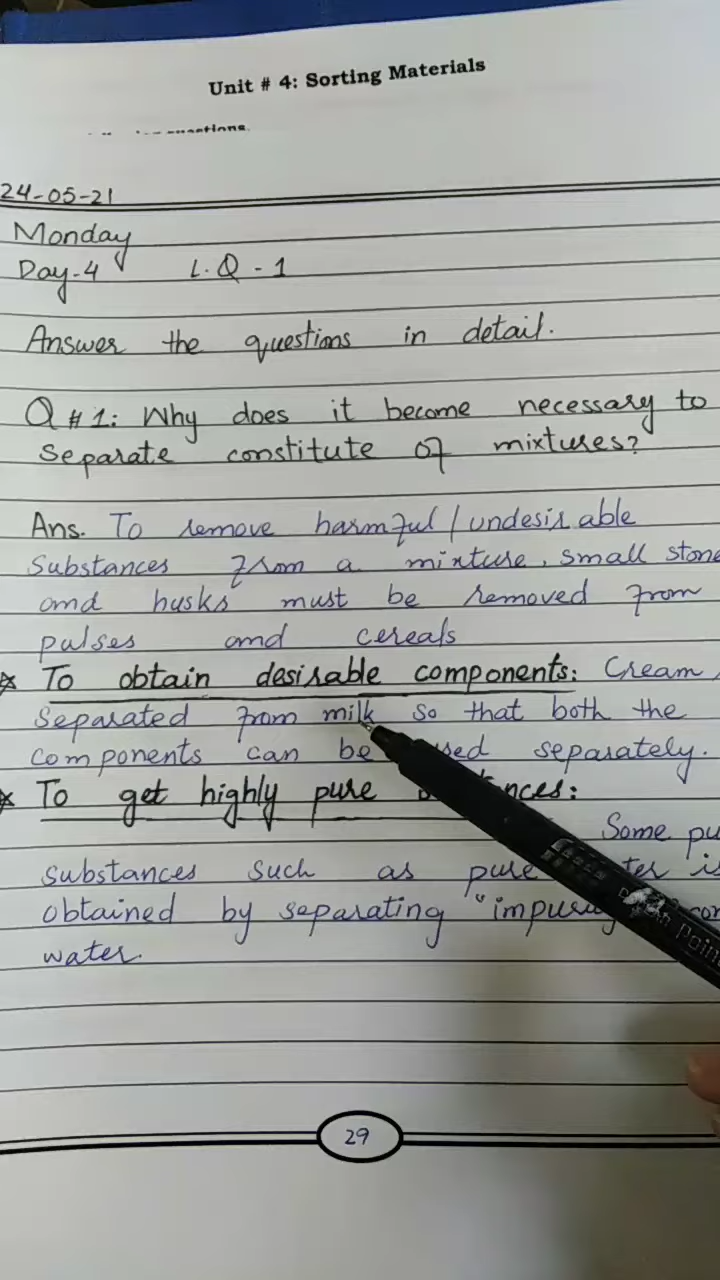 Unit # 4: Sorting Materials
24-05-21
Monday
Day-4 L.Q - 1
Answer the questions in detail.
Q # 1: Why does it become necessary to
separate constitute of mixtures?
Ans. To remove harmful / undesirable
substances from a mixture, small stone
and husks must be removed from
pulses and cereals
* To obtain desirable components: Cream
separated from milk so that both the
components can be used separately.
* To get highly pure
Some
substances such as pure is
obtained by separating "
water.
29